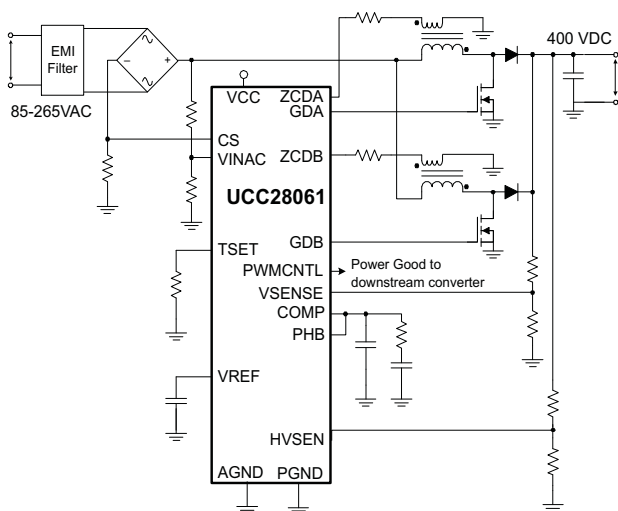 EMI
Filter
85-265VAC
400 VDC
VCC
ZCDA
GDA
CS
VINAC
ZCDB
UCC28061
TSET
GDB
PWMCNTL
Power Good to
downstream converter
VSENSE
COMP
PHB
VREF
HVSEN
AGND
PGND